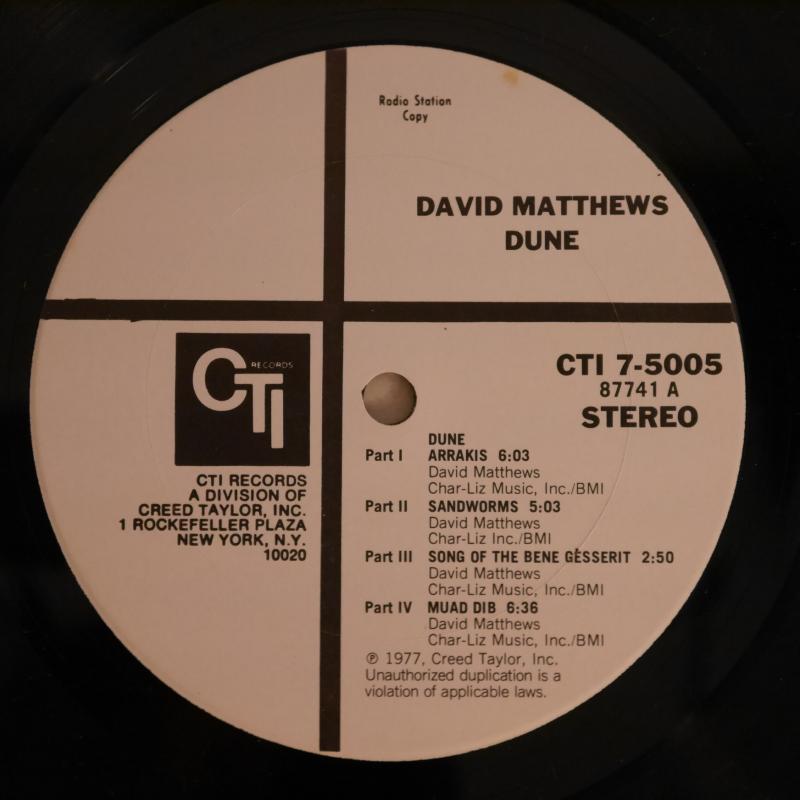 Radio Station
Copy
DAVID MATTHEWS
DUNE
CTI RECORDS
CTI RECORDS
A DIVISION OF
CREED TAYLOR, INC.
1 ROCKEFELLER PLAZA
NEW YORK, N.Y.
10020
CTI 7-5005
87741 A
STEREO
DUNE
Part I ARRAKIS 6:03
David Matthews
Char-Liz Music, Inc./BMI
Part II SANDWORMS 5:03
David Matthews
Char-Liz Inc./BMI
Part III SONG OF THE BENE GESSERIT 2:50
David Matthews
Char-Liz Music, Inc./BMI
Part IV MUAD DIB 6:36
David Matthews
Char-Liz Music, Inc./BMI
℗ 1977, Creed Taylor, Inc.
Unauthorized duplication is a
violation of applicable laws.